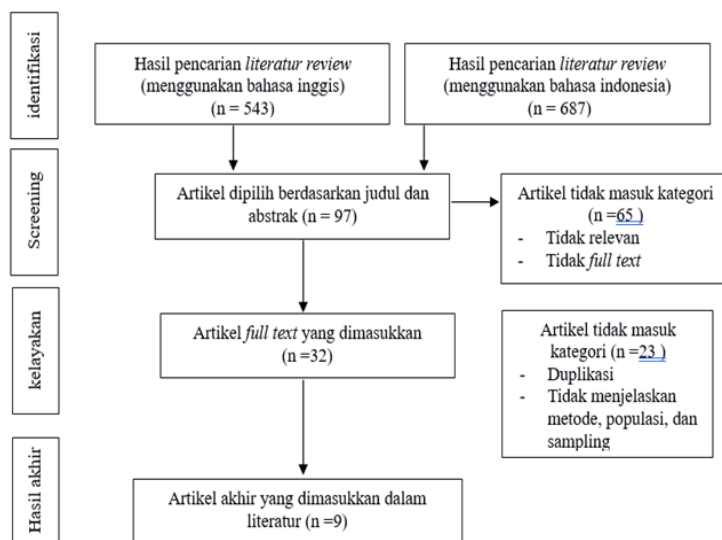 identifikasi
Hasil pencarian literatur review
(menggunakan bahasa inggis)
(n = 543)
Hasil pencarian literatur review
(menggunakan bahasa indonesia)
(n = 687)
Screening
Artikel dipilih berdasarkan judul dan
abstrak (n = 97)
Artikel tidak masuk kategori
(n =65 )
- Tidak relevan
- Tidak full text
kelayakan
Artikel full text yang dimasukkan
(n =32)
Artikel tidak masuk
kategori (n =23 )
- Duplikasi
- Tidak menjelaskan
metode, populasi, dan
sampling
Hasil akhir
Artikel akhir yang dimasukkan dalam
literatur (n =9)